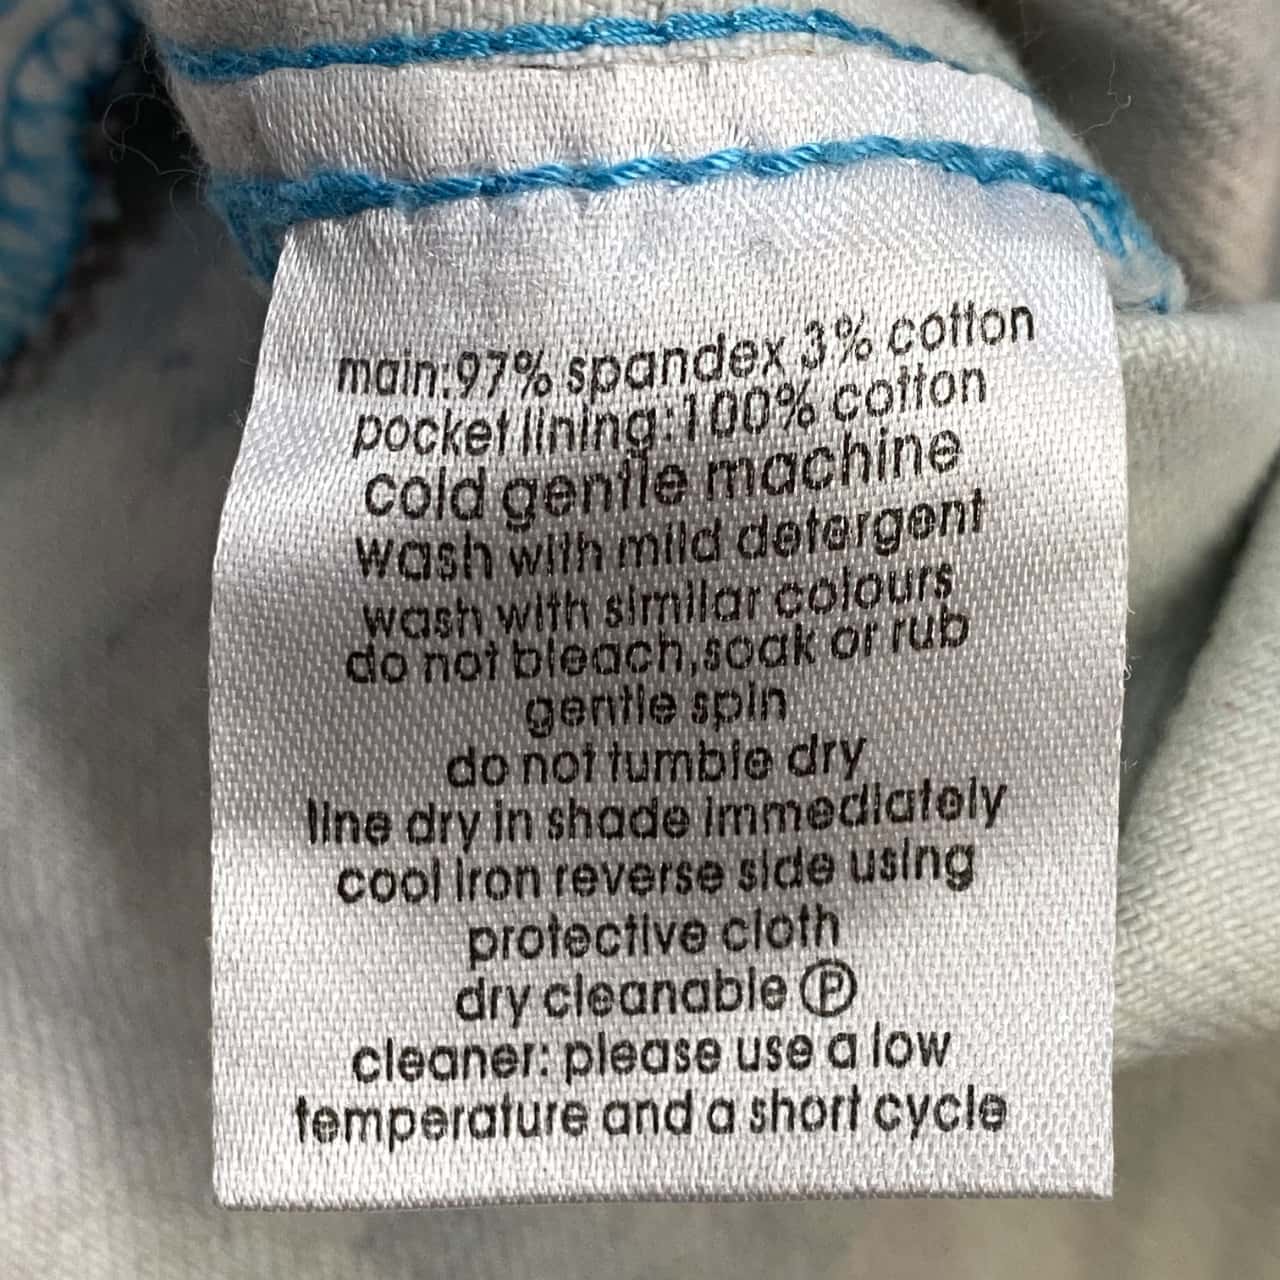 main:97% spandex 3% cotton
pocket lining:100% cotton
cold gentle machine
wash with mild detergent
wash with similar colours
do not bleach,soak or rub
gentle spin
do not tumble dry
line dry in shade immediately
cool iron reverse side using
protective cloth
dry cleanable Ⓟ
cleaner: please use a low
temperature and a short cycle